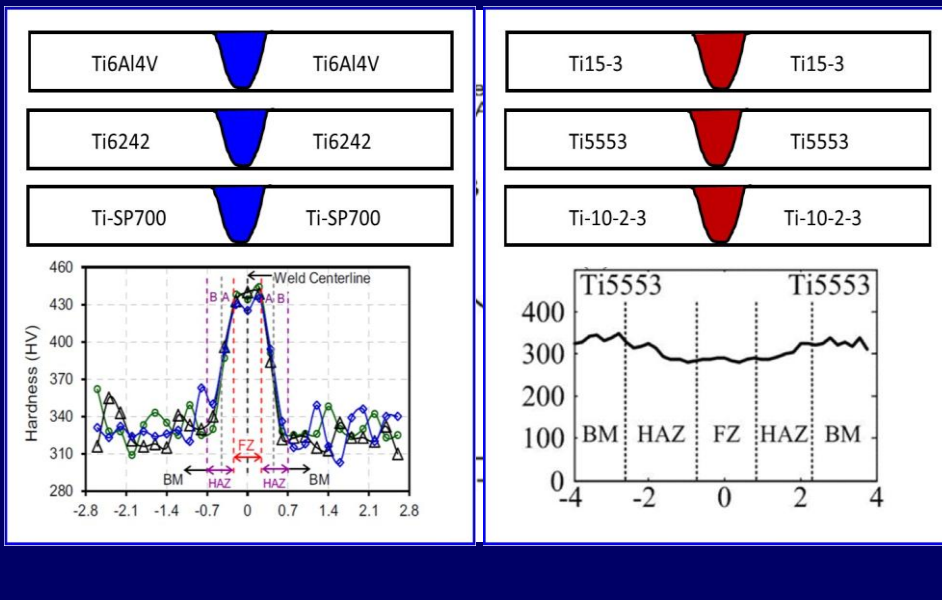 Ti6Al4V Ti6Al4V
Ti6242 Ti6242
Ti-SP700 Ti-SP700
460
430
400
370
340
310
280
Hardness (HV)
Weld Centerline
B A A B
FZ
BM HAZ HAZ BM
-2.8 -2.1 -1.4 -0.7 0 0.7 1.4 2.1 2.8
Ti15-3 Ti15-3
Ti5553 Ti5553
Ti-10-2-3 Ti-10-2-3
Ti5553 Ti5553
400
300
200
100
0
BM HAZ FZ HAZ BM
-4 -2 0 2 4